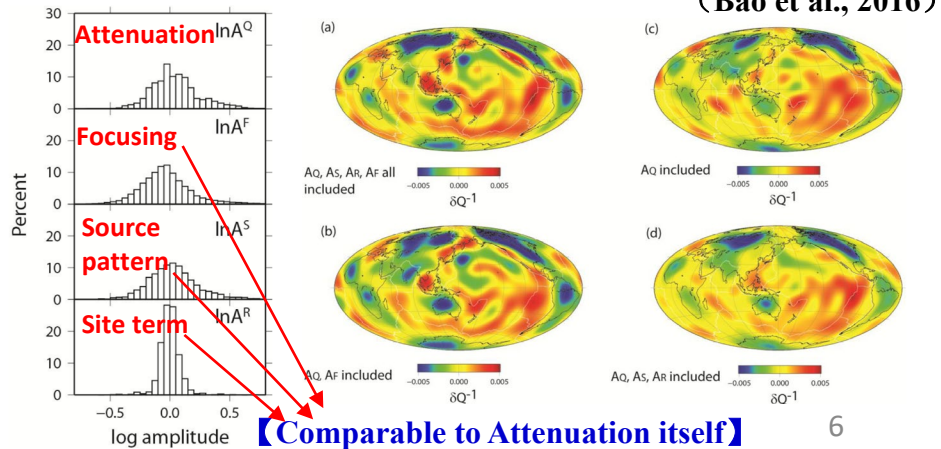 （Bao et al., 2016）
30
Attenuation lnA^Q
20
10
0
Focusing lnA^F
20
10
0
Source pattern lnA^S
20
10
0
Site term lnA^R
30
20
10
0
Percent
−0.5 0.0 0.5
log amplitude
(a)
AQ, AS, AR, AF all
included
−0.005 0.000 0.005
δQ^-1
(b)
AQ, AF included
−0.005 0.000 0.005
δQ^-1
(c)
AQ included
−0.005 0.000 0.005
δQ^-1
(d)
AQ, AS, AR included
−0.005 0.000 0.005
δQ^-1
【Comparable to Attenuation itself】
6